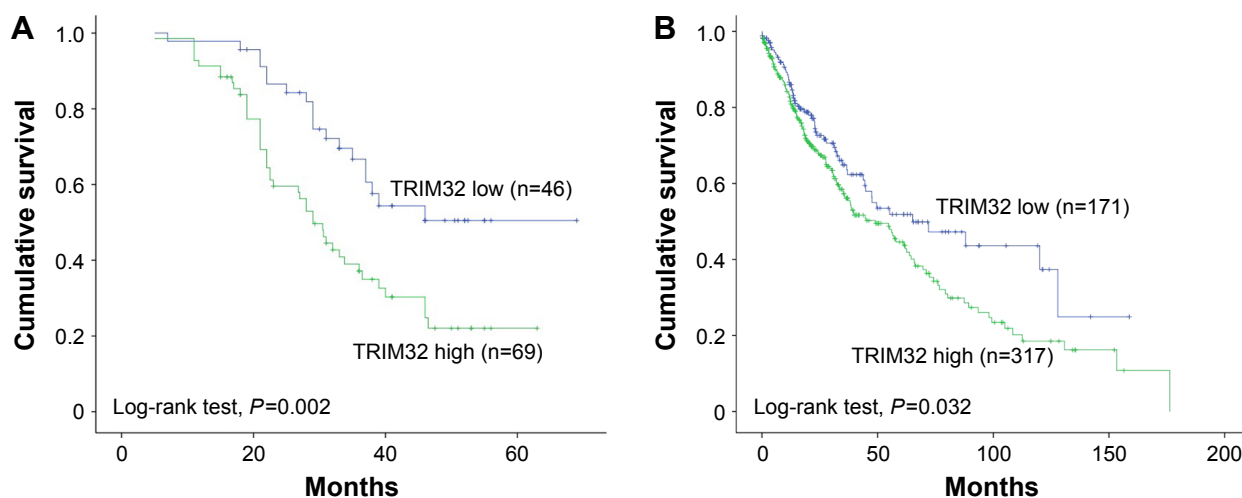 A
Cumulative survival
1.0
0.8
0.6
0.4
0.2
0
TRIM32 low (n=46)
TRIM32 high (n=69)
Log-rank test, P=0.002
0 20 40 60
Months
B
Cumulative survival
1.0
0.8
0.6
0.4
0.2
0
TRIM32 low (n=171)
TRIM32 high (n=317)
Log-rank test, P=0.032
0 50 100 150 200
Months